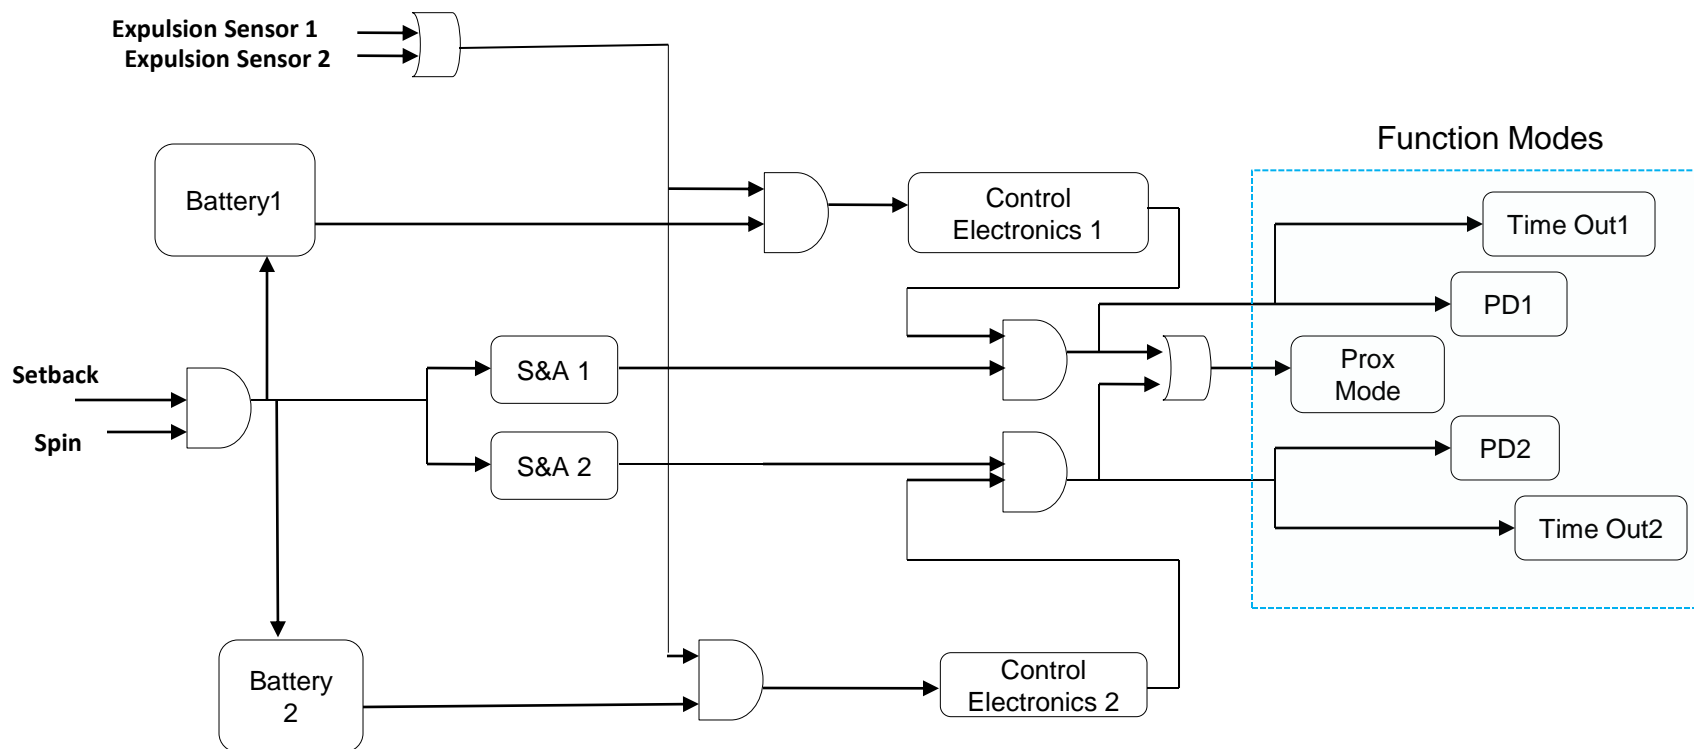 Expulsion Sensor 1
Expulsion Sensor 2
Function Modes
Battery1
Control
Electronics 1
Time Out1
PD1
S&A 1
Prox
Mode
Setback
Spin
S&A 2
PD2
Time Out2
Battery
2
Control
Electronics 2